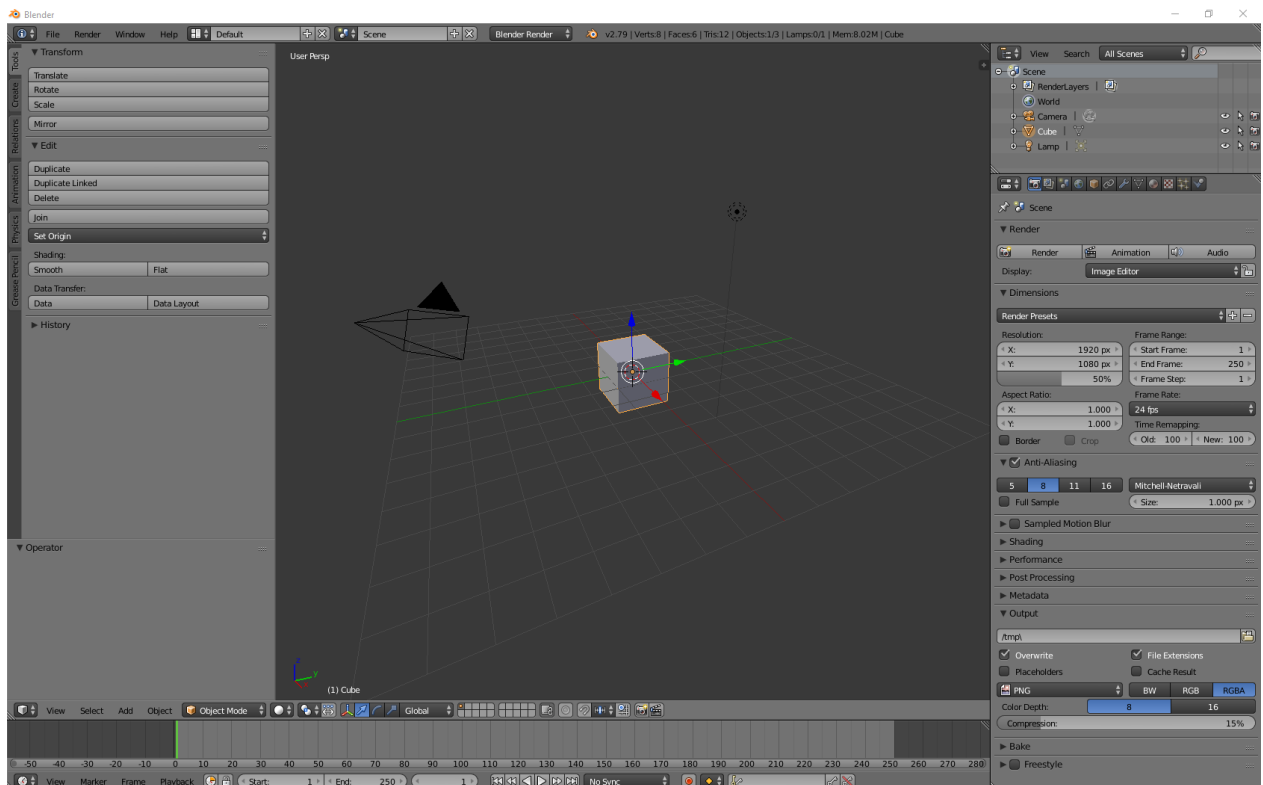 Blender
File Render Window Help Default Scene Blender Render v2.79 | Verts:8 | Faces:6 | Tris:12 | Objects:1/3 | Lamps:0/1 | Mem:8.02M | Cube
Tools
Create
Relations
Animation
Physics
Grease Pencil
Transform
Translate
Rotate
Scale
Mirror
Edit
Duplicate
Duplicate Linked
Delete
Join
Set Origin
Shading:
Smooth Flat
Data Transfer:
Data Data Layout
History
Operator
User Persp
z
y
(1) Cube
View Select Add Object Object Mode Global
-50 -40 -30 -20 -10 0 10 20 30 40 50 60 70 80 90 100 110 120 130 140 150 160 170 180 190 200 210 220 230 240 250 260 270 280
View Marker Frame Playback Start: 1 End: 250 1 No Sync
View Search All Scenes
Scene
RenderLayers |
World
Camera |
Cube |
Lamp |
Scene
Render
Render Animation Audio
Display: Image Editor
Dimensions
Render Presets
Resolution: Frame Range:
X: 1920 px Start Frame: 1
Y: 1080 px End Frame: 250
50% Frame Step: 1
Aspect Ratio: Frame Rate:
X: 1.000 24 fps
Y: 1.000 Time Remapping:
Border Crop Old: 100 New: 100
Anti-Aliasing
5 8 11 16 Mitchell-Netravali
Full Sample Size: 1.000 px
Sampled Motion Blur
Shading
Performance
Post Processing
Metadata
Output
/tmp\
Overwrite File Extensions
Placeholders Cache Result
PNG BW RGB RGBA
Color Depth: 8 16
Compression: 15%
Bake
Freestyle